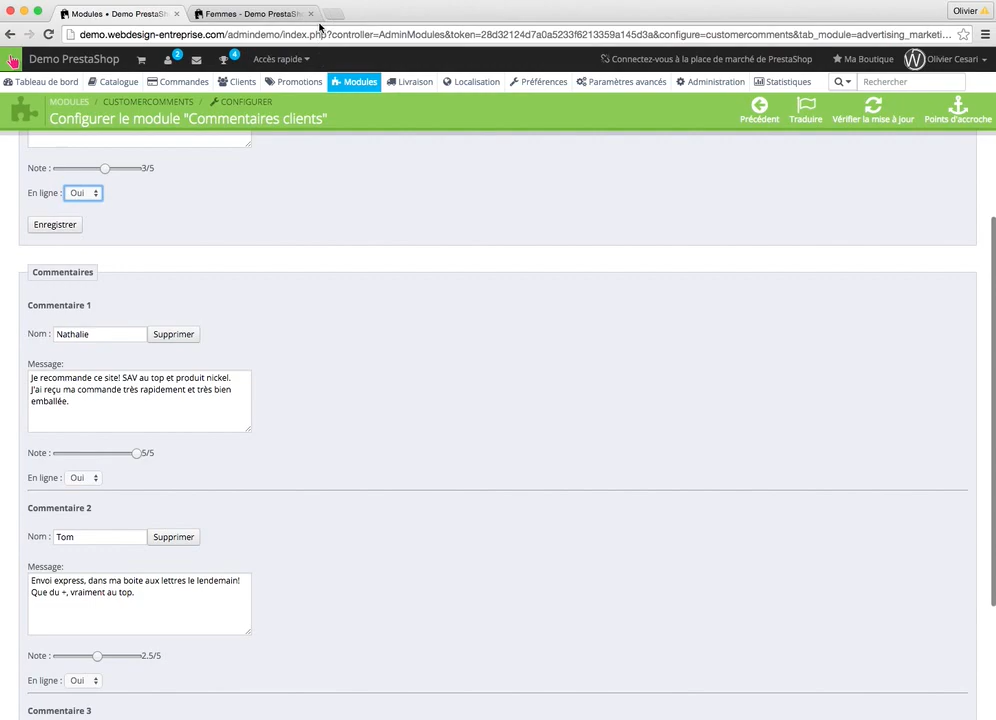 Modules • Demo PrestaSh
Femmes - Demo PrestaSh
Olivier
demo.webdesign-entreprise.com/admindemo/index.php?controller=AdminModules&token=28d32124d7a0a5233f6213359a145d3a&configure=customercomments&tab_module=advertising_marketi...
Demo PrestaShop 2 4 Accès rapide Connectez-vous à la place de marché de PrestaShop Ma Boutique Olivier Cesari
Tableau de bord Catalogue Commandes Clients Promotions Modules Livraison Localisation Préférences Paramètres avancés Administration Statistiques Rechercher
MODULES / CUSTOMERCOMMENTS / CONFIGURER
Configurer le module "Commentaires clients"
Précédent Traduire Vérifier la mise à jour Points d'accroche
Note : 3/5
En ligne : Oui
Enregistrer
Commentaires
Commentaire 1
Nom : Nathalie Supprimer
Message:
Je recommande ce site! SAV au top et produit nickel.
J'ai reçu ma commande très rapidement et très bien
emballée.
Note : 5/5
En ligne : Oui
Commentaire 2
Nom : Tom Supprimer
Message:
Envoi express, dans ma boite aux lettres le lendemain!
Que du +, vraiment au top.
Note : 2.5/5
En ligne : Oui
Commentaire 3